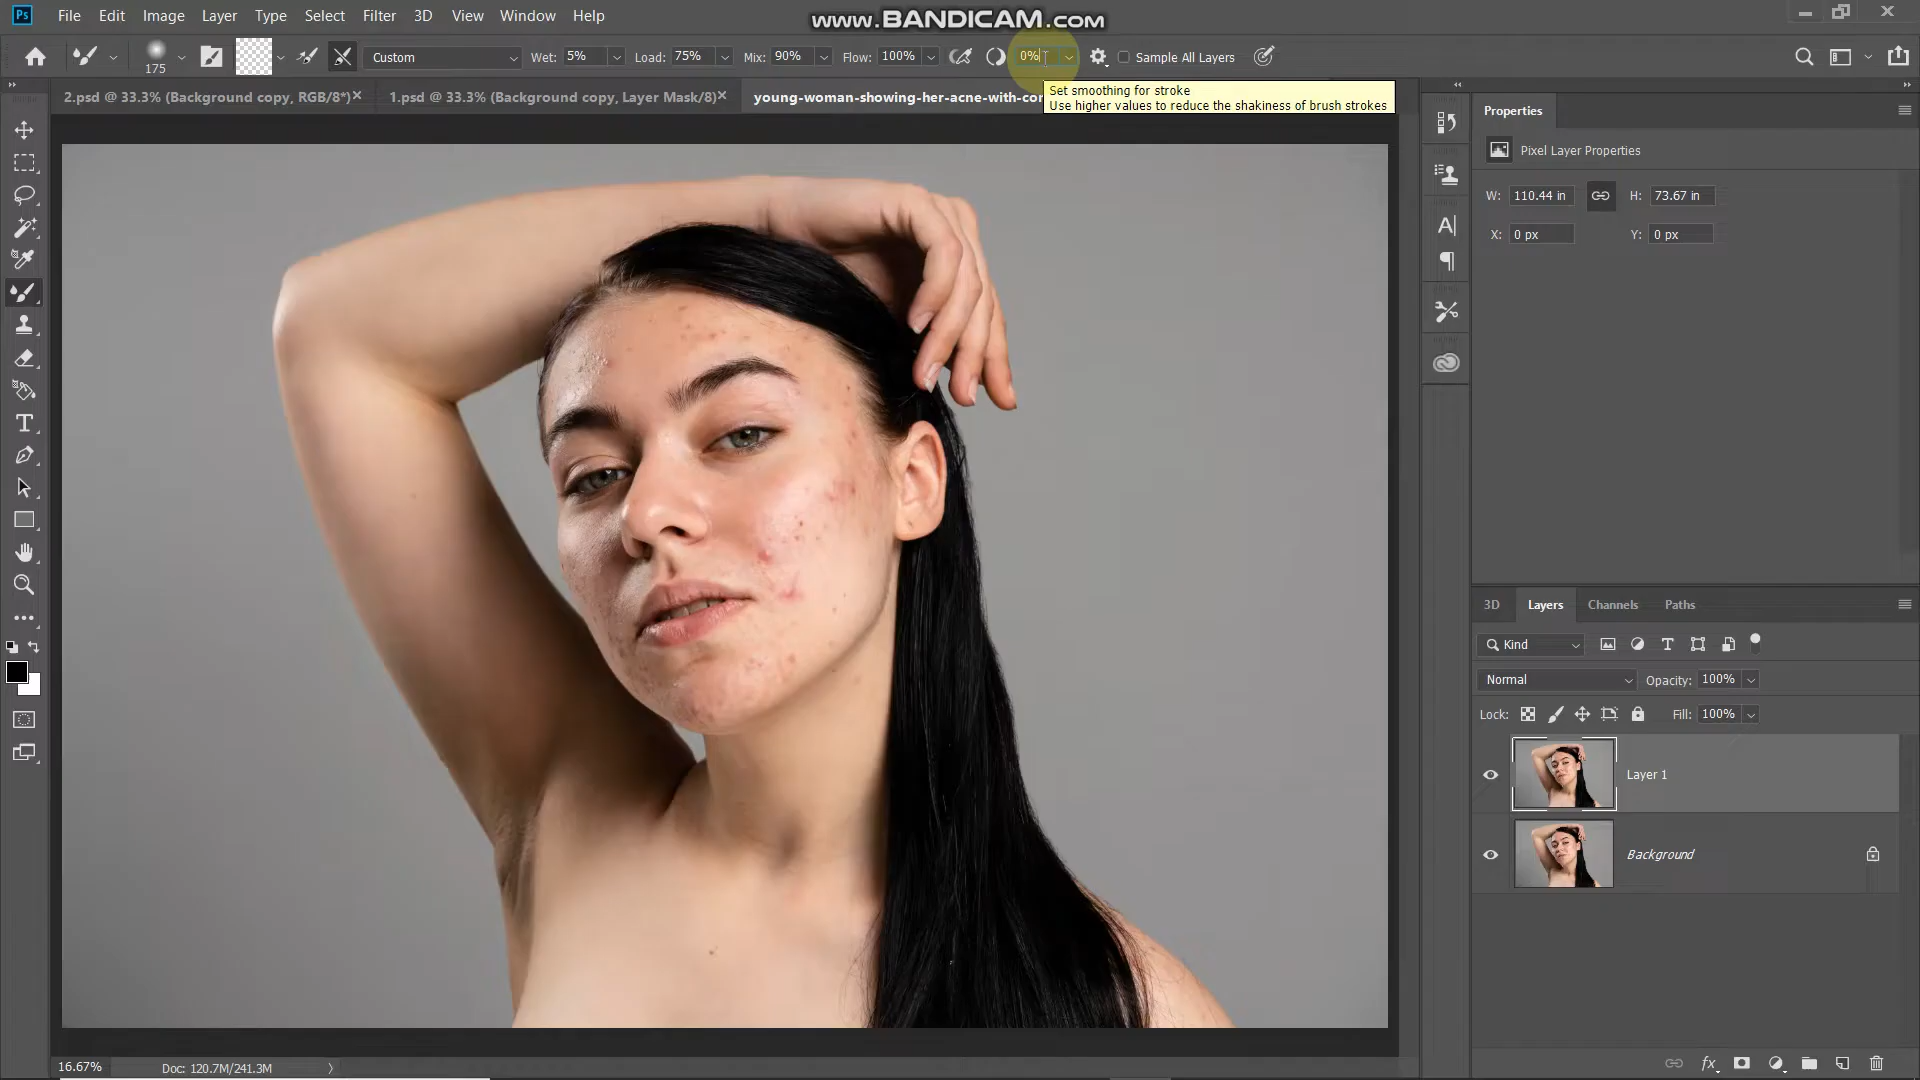 Ps File Edit Image Layer Type Select Filter 3D View Window Help
www.BANDICAM.com
175 Custom Wet: 5% Load: 75% Mix: 90% Flow: 100% 0% Sample All Layers
2.psd @ 33.3% (Background copy, RGB/8*) × 1.psd @ 33.3% (Background copy, Layer Mask/8) × young-woman-showing-her-acne-with-con
Set smoothing for stroke
Use higher values to reduce the shakiness of brush strokes
Properties
Pixel Layer Properties
W: 110.44 in H: 73.67 in
X: 0 px Y: 0 px
3D Layers Channels Paths
Kind
Normal Opacity: 100%
Lock: Fill: 100%
Layer 1
Background
fx
16.67% Doc: 120.7M/241.3M